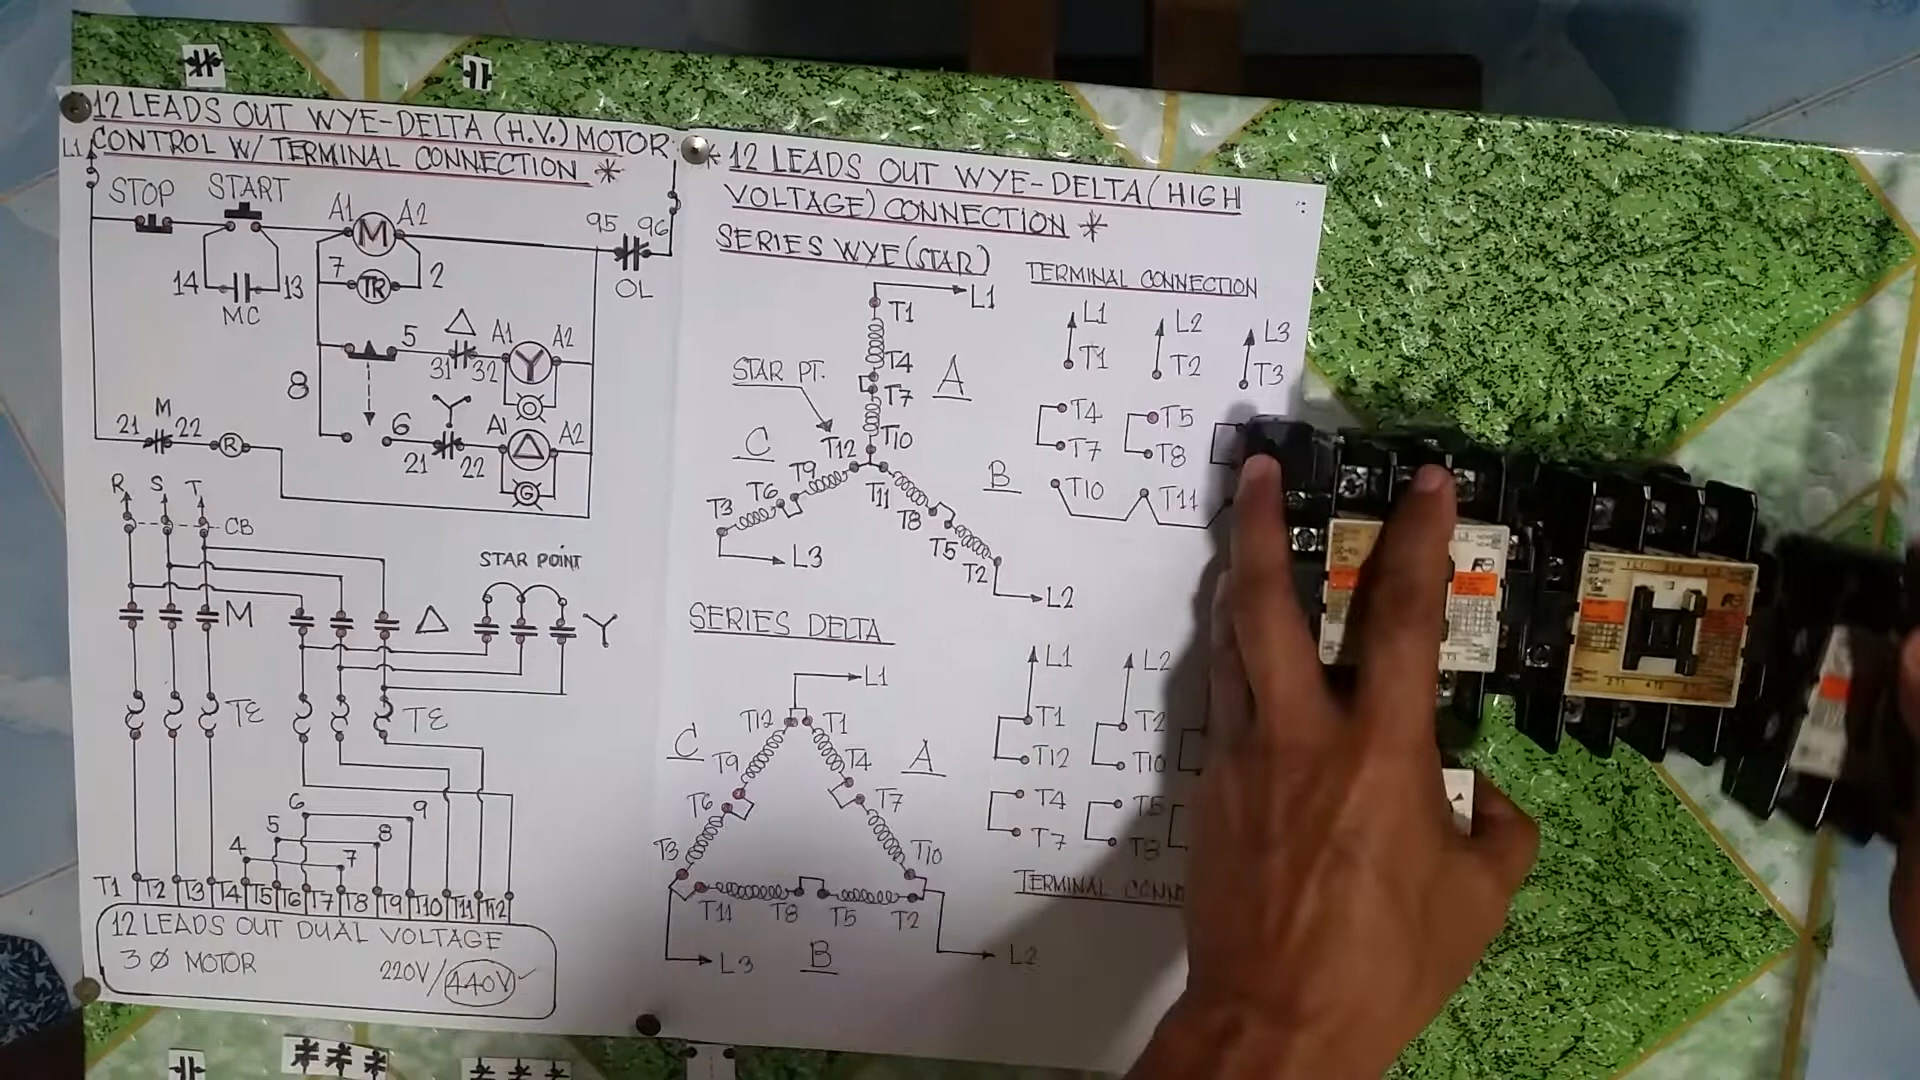 12 LEADS OUT WYE-DELTA (H.V.) MOTOR
CONTROL W/ TERMINAL CONNECTION *
L1
STOP
START
A1
M
A2
95
96
14
13
MC
7
TR
2
OL
5
31
32
A1
Y
A2
8
M
21
22
R
6
21
22
A1
A2
G
R
S
T
CB
STAR POINT
M
Y
TE
TE
6
9
5
8
4
7
T1
T2
T3
T4
T5
T6
T7
T8
T9
T10
T11
T12
12 LEADS OUT DUAL VOLTAGE
3 Ø MOTOR
220V/440V
* 12 LEADS OUT WYE-DELTA (HIGH
VOLTAGE) CONNECTION *
SERIES WYE (STAR)
L1
T1
T4
A
T7
STAR PT.
T10
C
T12
T9
T6
T3
L3
T11
B
T8
T5
T2
L2
TERMINAL CONNECTION
L1
L2
L3
T1
T2
T3
T4
T5
T7
T8
T10
T11
SERIES DELTA
L1
T12
T1
C
T9
T4
A
T6
T7
T3
T10
T11
T8
T5
T2
L3
B
L2
L1
L2
T1
T2
T12
T10
T4
T5
T7
T8
TERMINAL CONN